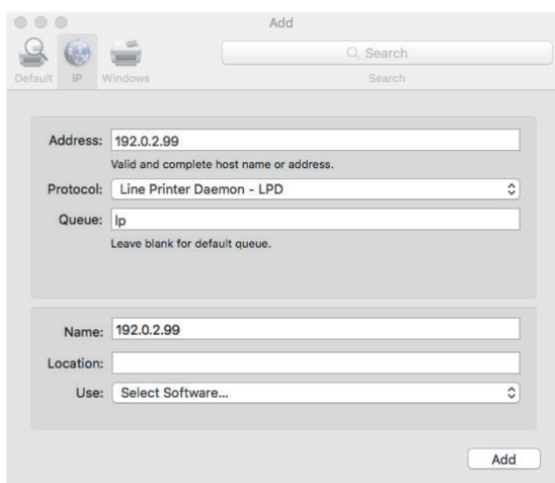 Add
Search
Default IP Windows Search
Address: 192.0.2.99
Valid and complete host name or address.
Protocol: Line Printer Daemon - LPD
Queue: lp
Leave blank for default queue.
Name: 192.0.2.99
Location:
Use: Select Software...
Add